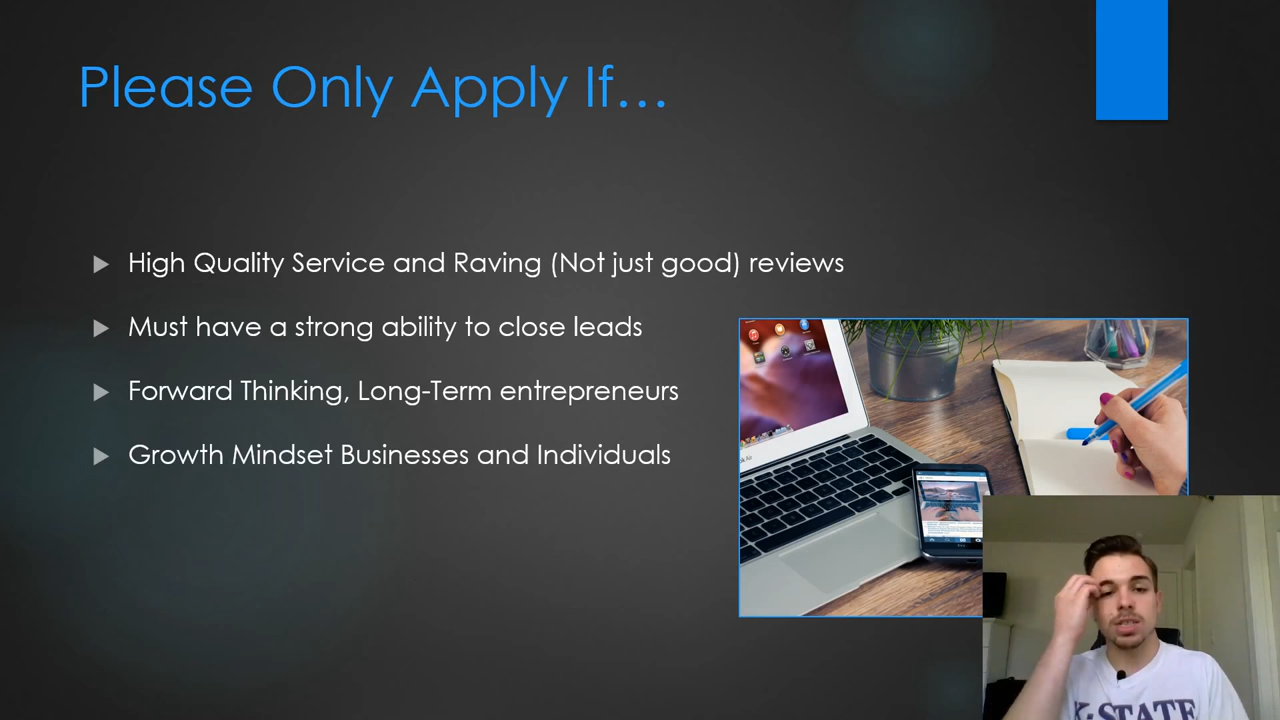 Please Only Apply If...
High Quality Service and Raving (Not just good) reviews
Must have a strong ability to close leads
Forward Thinking, Long-Term entrepreneurs
Growth Mindset Businesses and Individuals
K-STATE